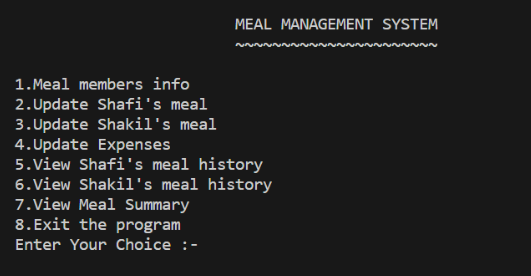 MEAL MANAGEMENT SYSTEM
~~~~~~~~~~~~~~~~~~~~~~
1.Meal members info
2.Update Shafi's meal
3.Update Shakil's meal
4.Update Expenses
5.View Shafi's meal history
6.View Shakil's meal history
7.View Meal Summary
8.Exit the program
Enter Your Choice :-